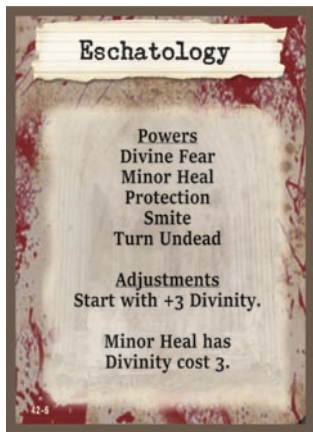 Eschatology
Powers
Divine Fear
Minor Heal
Protection
Smite
Turn Undead
Adjustments
Start with +3 Divinity.
Minor Heal has
Divinity cost 3.
42-6